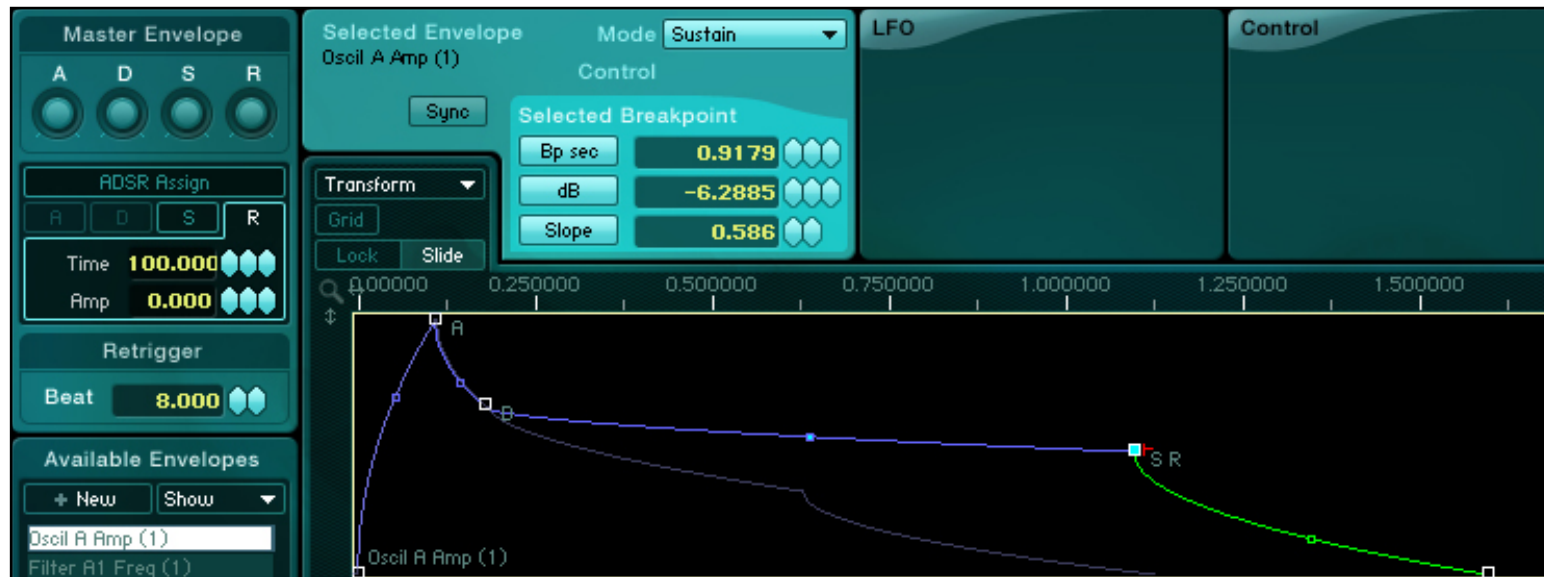 Master Envelope
A D S R
ADSR Assign
A D S R
Time 100.000
Amp 0.000
Retrigger
Beat 8.000
Available Envelopes
+ New Show
Oscil A Amp (1)
Filter A1 Freq (1)
Selected Envelope
Oscil A Amp (1)
Mode Sustain
Control
Sync
Selected Breakpoint
Bp sec 0.9179
dB -6.2885
Slope 0.586
Transform
Grid
Lock Slide
LFO
Control
0.000000 0.250000 0.500000 0.750000 1.000000 1.250000 1.500000
A
D
S R
Oscil A Amp (1)